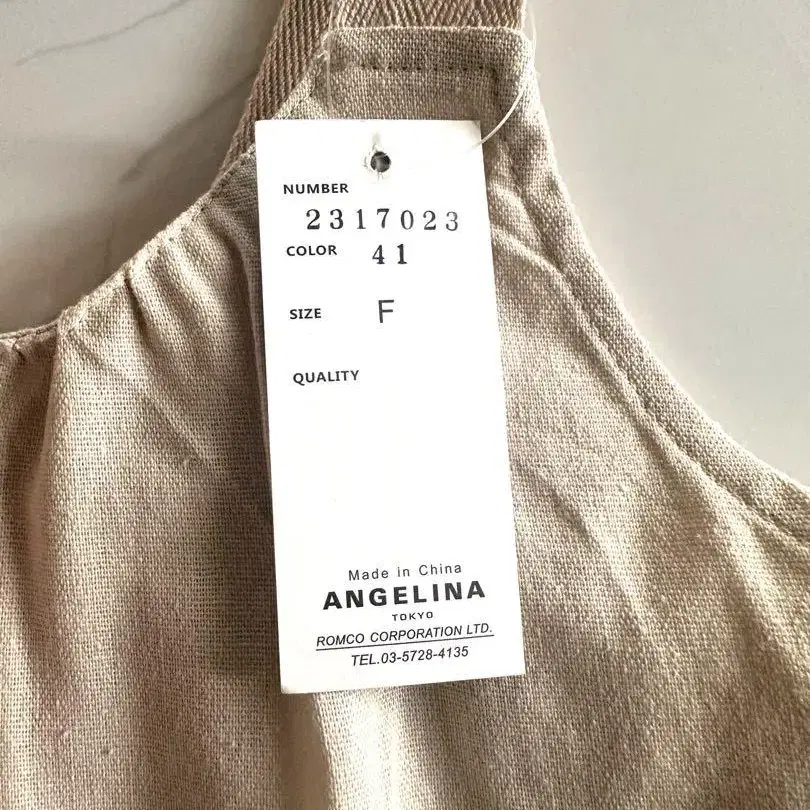 NUMBER
2317023
COLOR 41
SIZE F
QUALITY
Made in China
ANGELINA
TOKYO
ROMCO CORPORATION LTD.
TEL.03-5728-4135